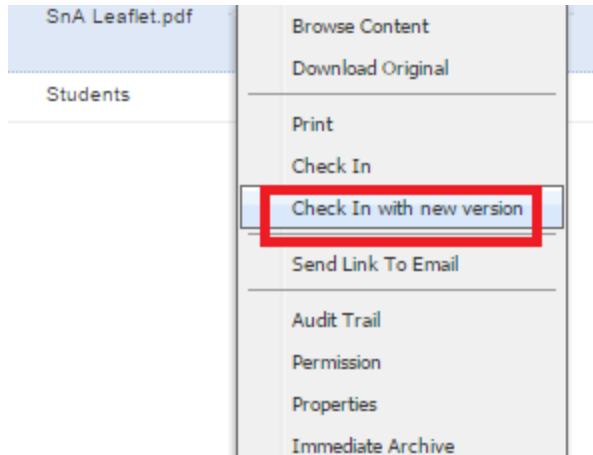 SnA Leaflet.pdf
Students
Browse Content
Download Original
Print
Check In
Check In with new version
Send Link To Email
Audit Trail
Permission
Properties
Immediate Archive